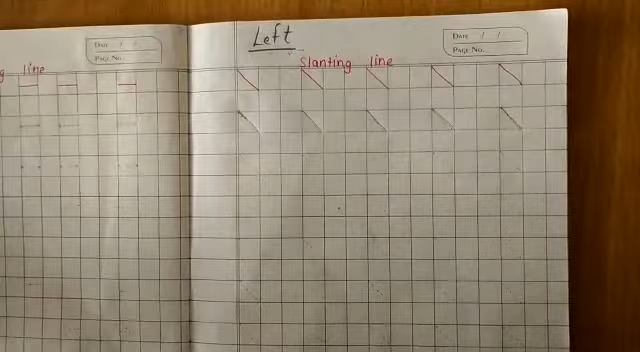 line
DATE / /
PAGE NO.
Left
DATE / /
PAGE NO.
Slanting line